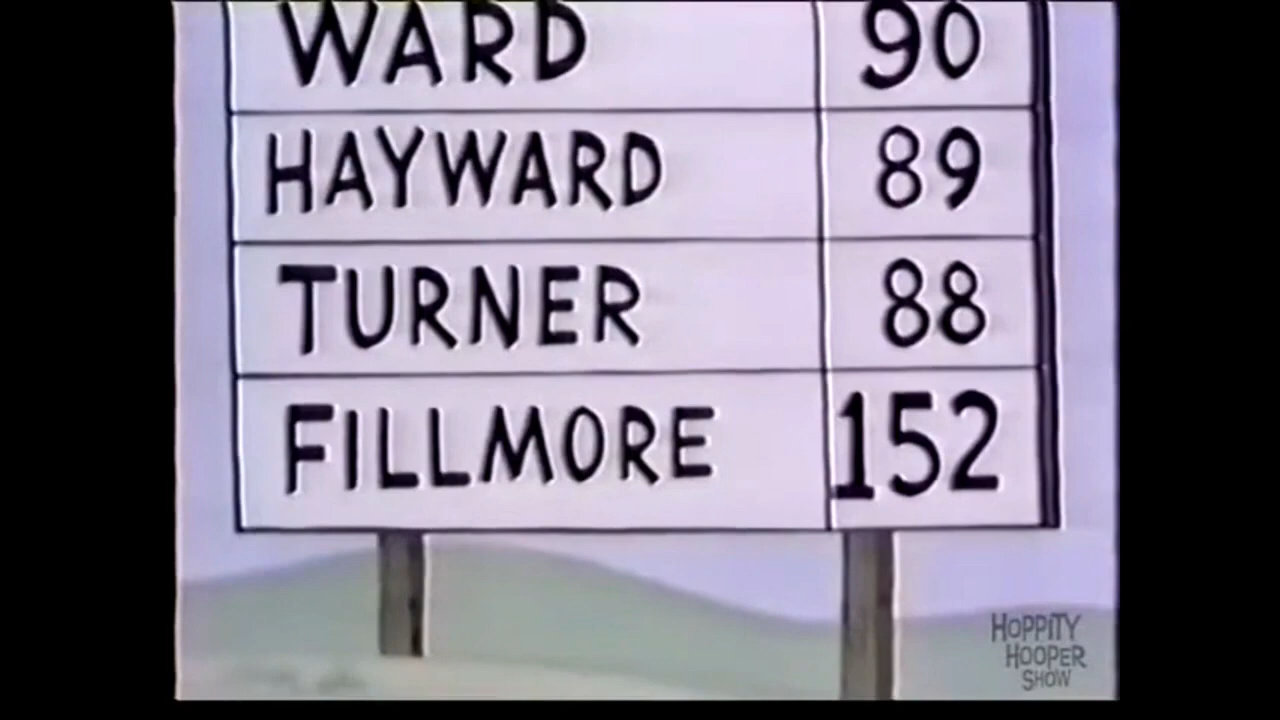 WARD 90
HAYWARD 89
TURNER 88
FILLMORE 152
HOPPITY
HOOPER
SHOW